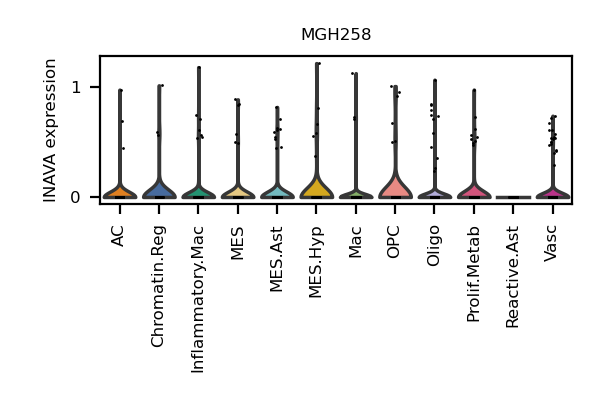 MGH258
INAVA expression
1
0
AC
Chromatin.Reg
Inflammatory.Mac
MES
MES.Ast
MES.Hyp
Mac
OPC
Oligo
Prolif.Metab
Reactive.Ast
Vasc